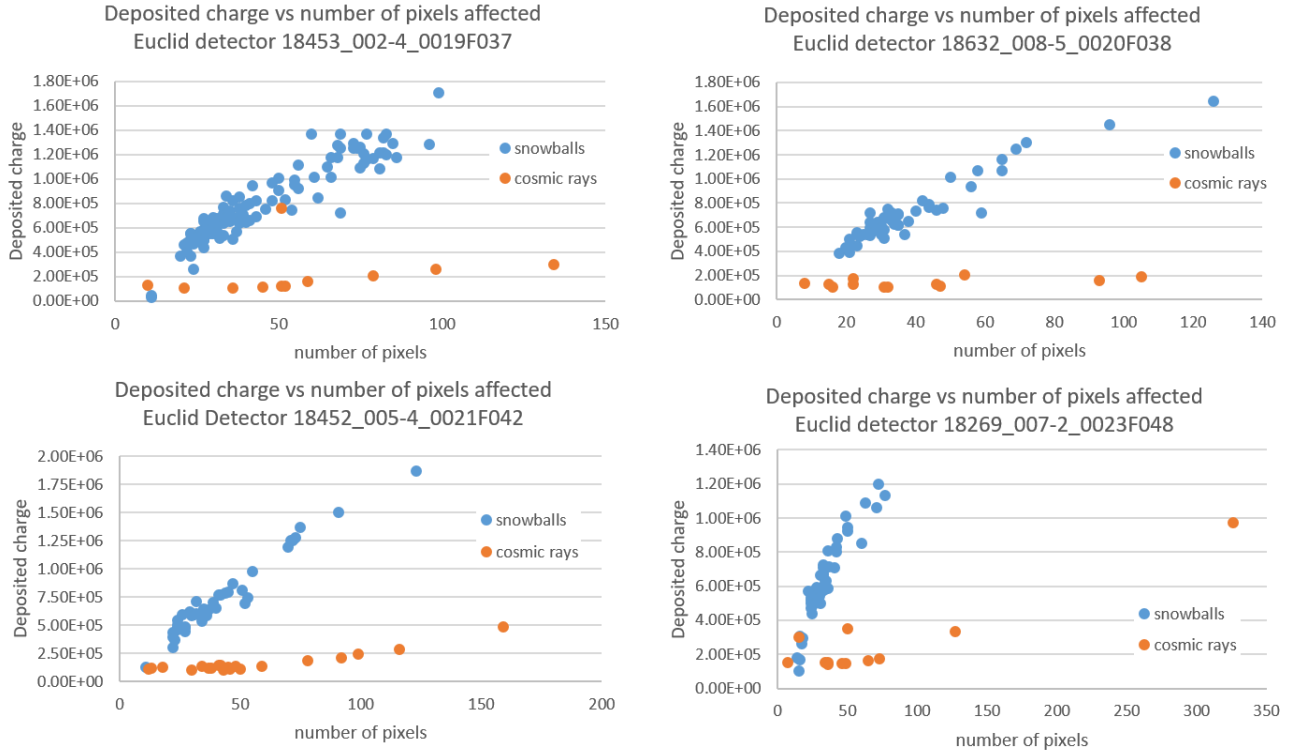 Deposited charge vs number of pixels affected
Euclid detector 18453_002-4_0019F037
Deposited charge
1.80E+06
1.60E+06
1.40E+06
1.20E+06
1.00E+06
8.00E+05
6.00E+05
4.00E+05
2.00E+05
0.00E+00
snowballs
cosmic rays
0 50 100 150
number of pixels
Deposited charge vs number of pixels affected
Euclid detector 18632_008-5_0020F038
Deposited charge
1.80E+06
1.60E+06
1.40E+06
1.20E+06
1.00E+06
8.00E+05
6.00E+05
4.00E+05
2.00E+05
0.00E+00
snowballs
cosmic rays
0 20 40 60 80 100 120 140
number of pixels
Deposited charge vs number of pixels affected
Euclid Detector 18452_005-4_0021F042
Deposited charge
2.00E+06
1.75E+06
1.50E+06
1.25E+06
1.00E+06
7.50E+05
5.00E+05
2.50E+05
0.00E+00
snowballs
cosmic rays
0 50 100 150 200
number of pixels
Deposited charge vs number of pixels affected
Euclid detector 18269_007-2_0023F048
Deposited charge
1.40E+06
1.20E+06
1.00E+06
8.00E+05
6.00E+05
4.00E+05
2.00E+05
0.00E+00
snowballs
cosmic rays
0 50 100 150 200 250 300 350
number of pixels